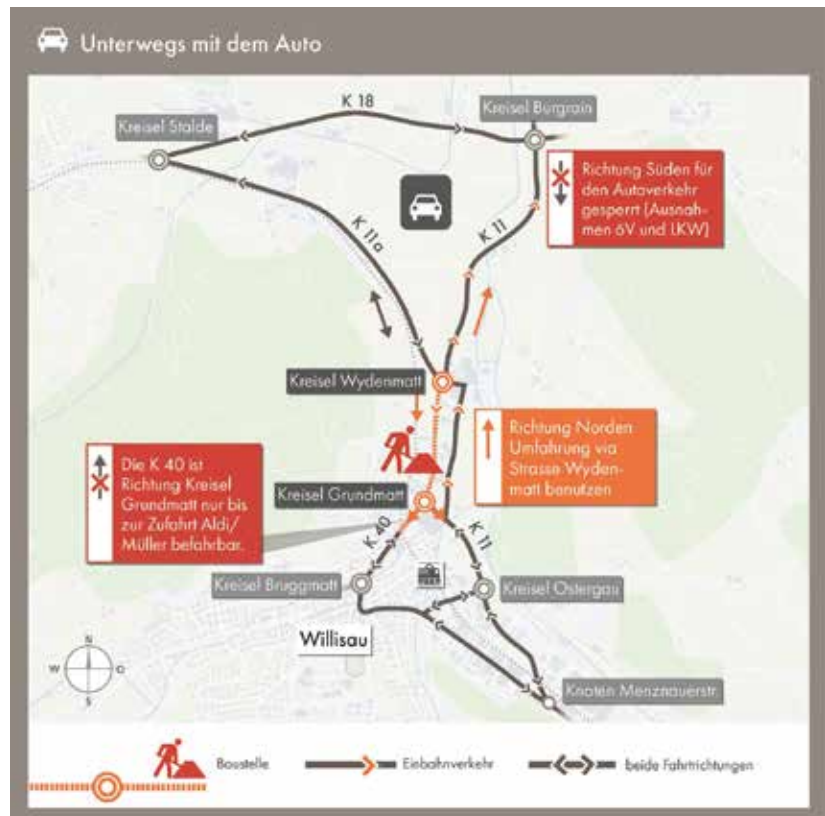 Unterwegs mit dem Auto
K 18
Kreisel Burgrain
Kreisel Stalde
Richtung Süden für
den Autoverkehr
gesperrt (Ausnah-
men öV und LKW)
K 11a
K 11
Kreisel Wydenmatt
Richtung Norden
Umfahrung via
Strasse Wyden-
matt benutzen
Die K 40 ist
Richtung Kreisel
Grundmatt nur bis
zur Zufahrt Aldi/
Müller befahrbar.
Kreisel Grundmatt
K 40
K 11
Kreisel Bruggmatt
Kreisel Ostergau
Willisau
N
W
O
S
Knoten Menznauerstr.
Baustelle
Einbahnverkehr
beide Fahrtrichtungen